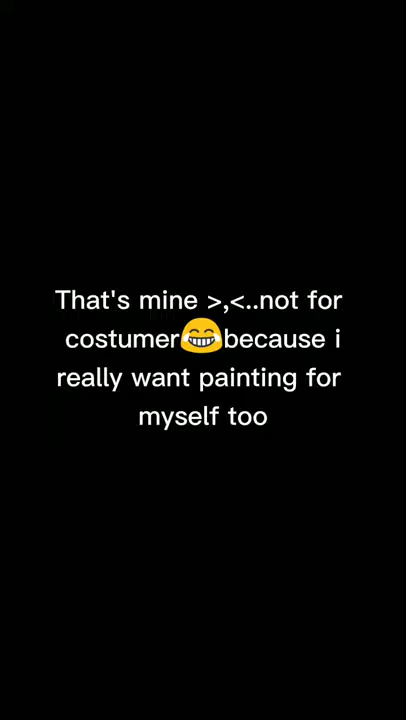 That's mine >,<..not for
costumer😂because i
really want painting for
myself too